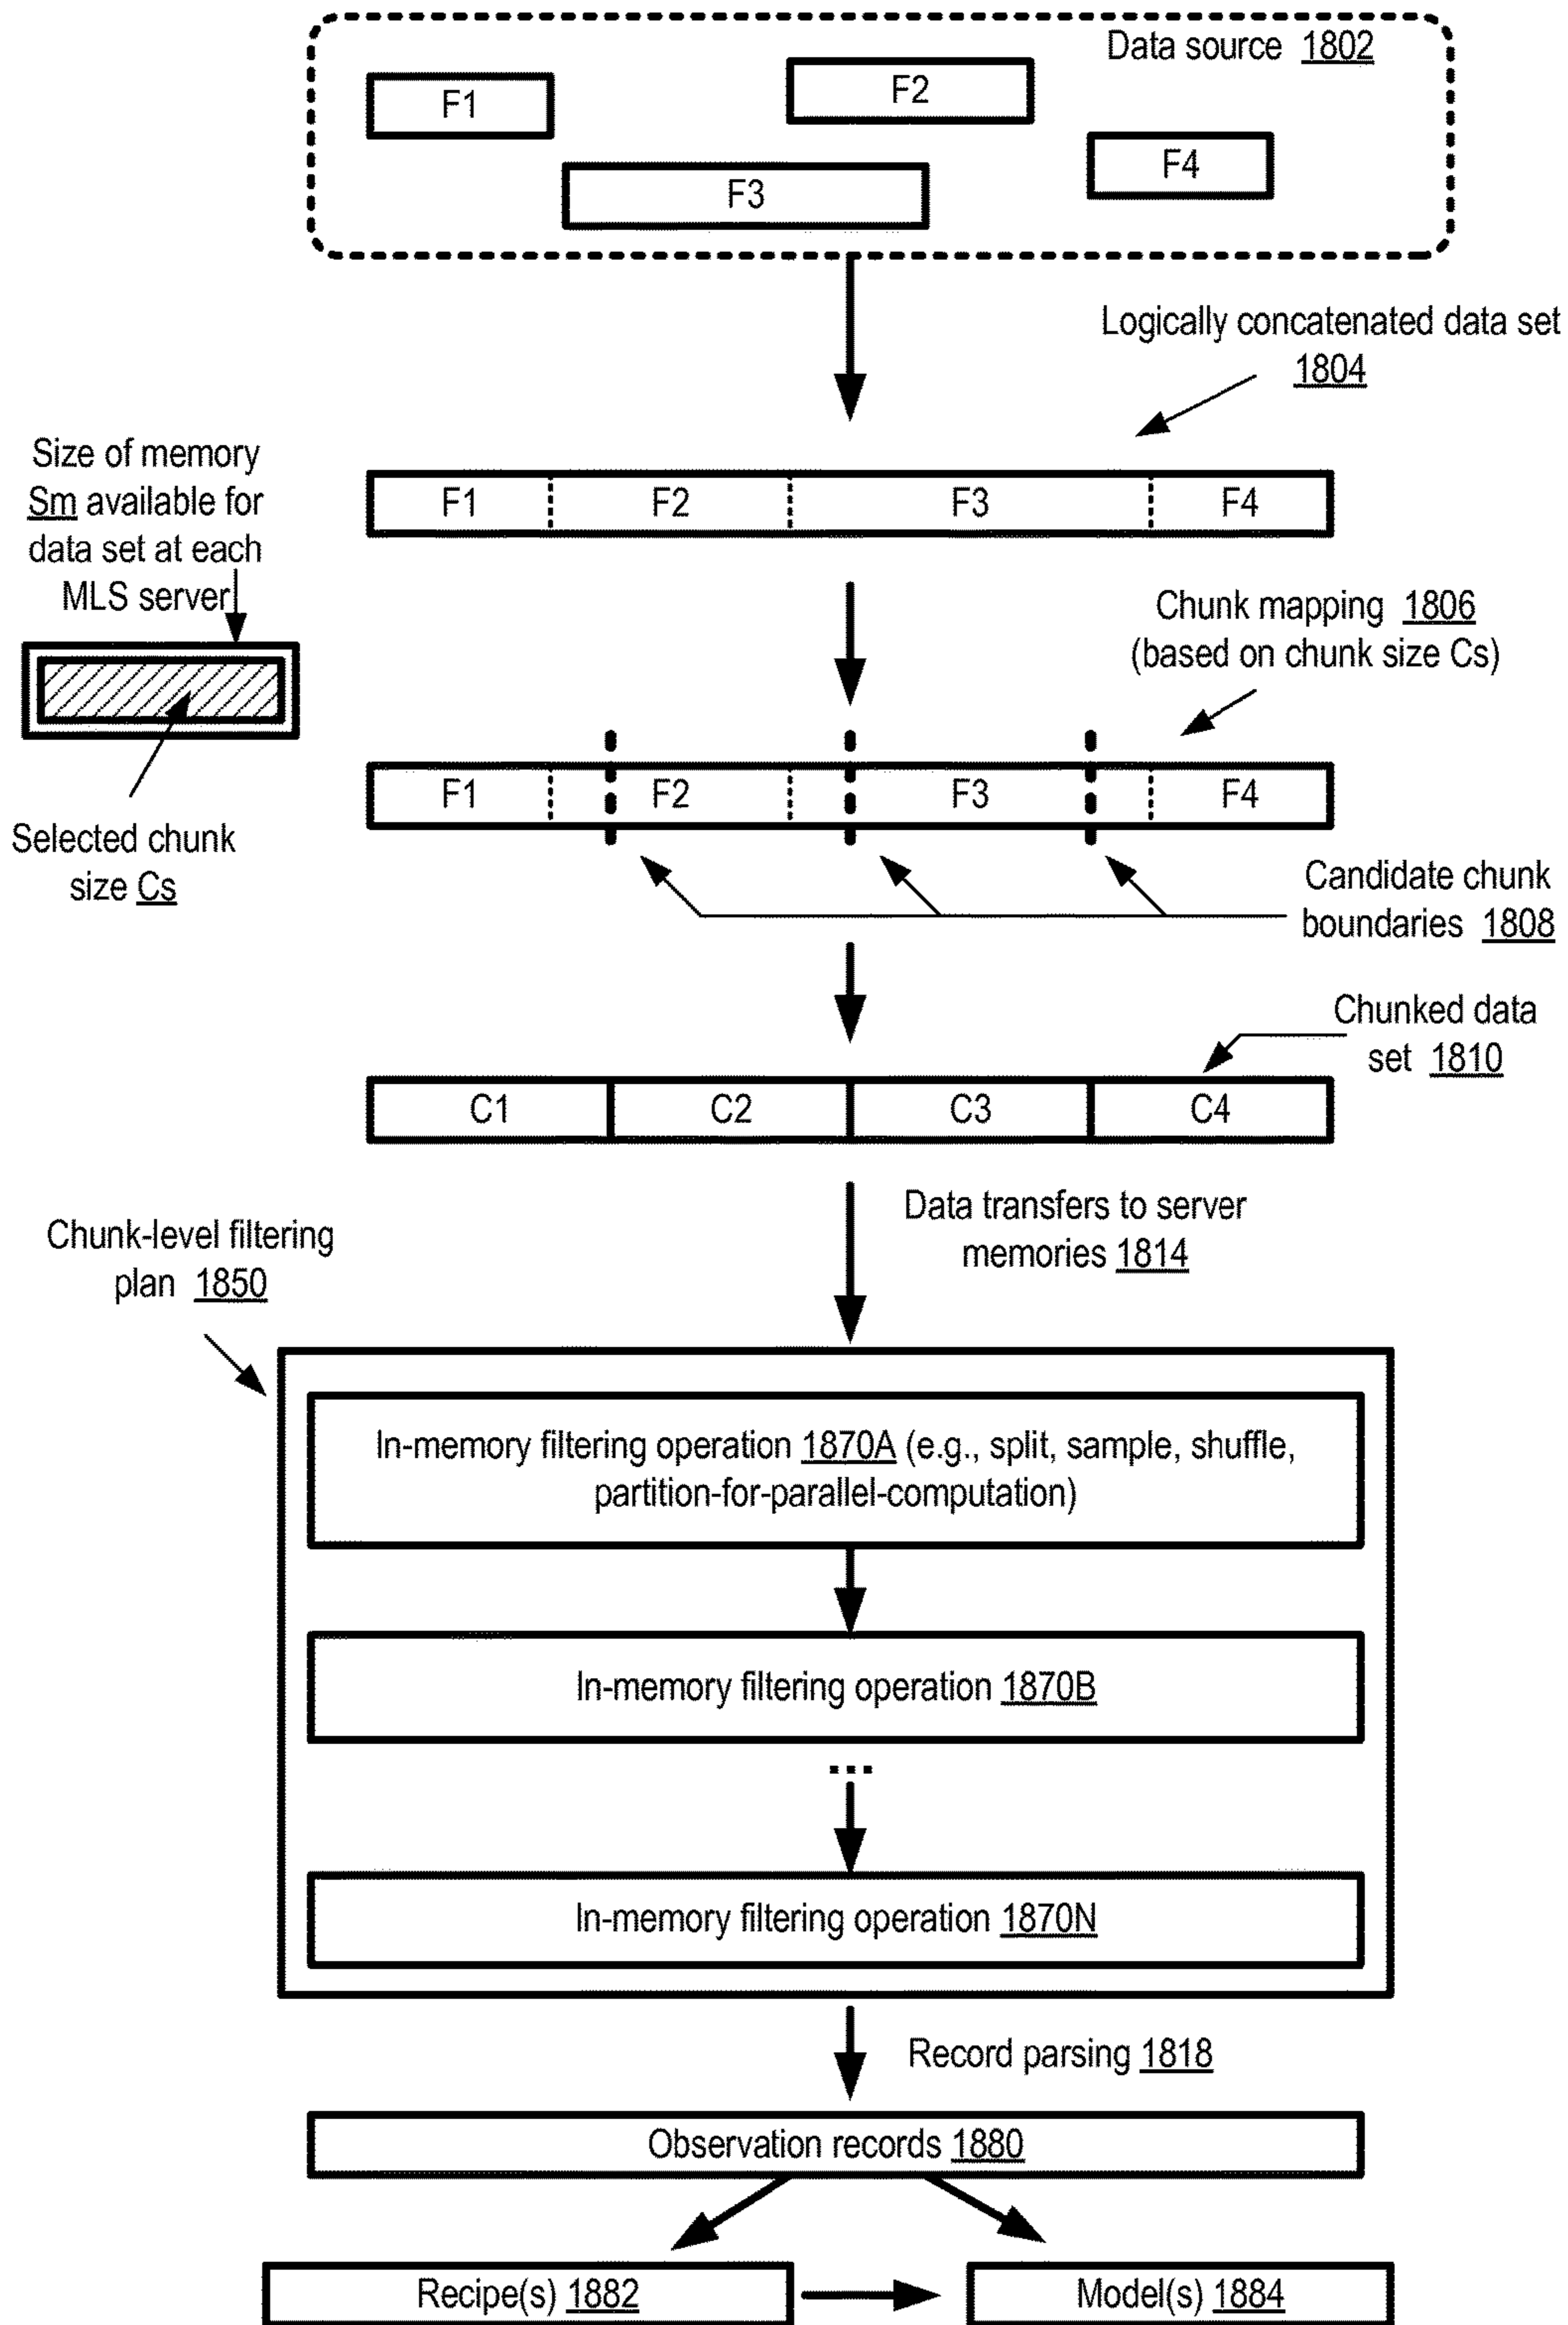 Data source 1802
F1
F2
F3
F4
Logically concatenated data set
1804
F1 F2 F3 F4
Size of memory
Sm available for
data set at each
MLS server
Chunk mapping 1806
(based on chunk size Cs)
F1 F2 F3 F4
Selected chunk
size Cs
Candidate chunk
boundaries 1808
Chunked data
set 1810
C1 C2 C3 C4
Data transfers to server
memories 1814
Chunk-level filtering
plan 1850
In-memory filtering operation 1870A (e.g., split, sample, shuffle,
partition-for-parallel-computation)
In-memory filtering operation 1870B
...
In-memory filtering operation 1870N
Record parsing 1818
Observation records 1880
Recipe(s) 1882
Model(s) 1884